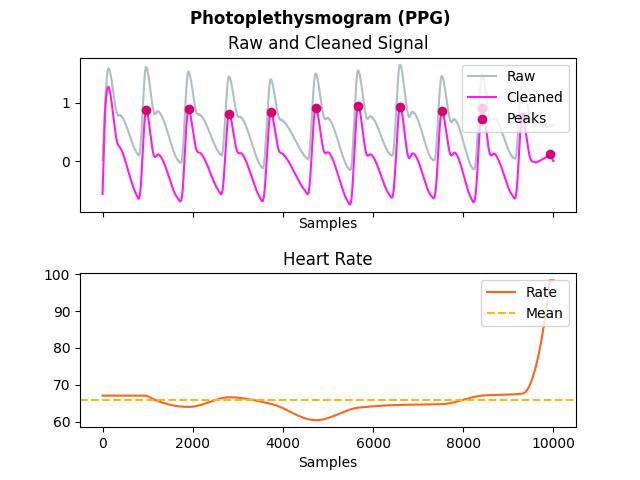 Photoplethysmogram (PPG)
Raw and Cleaned Signal
Raw
Cleaned
Peaks
1
0
Samples
Heart Rate
100
90
80
70
60
Rate
Mean
0
2000
4000
6000
8000
10000
Samples